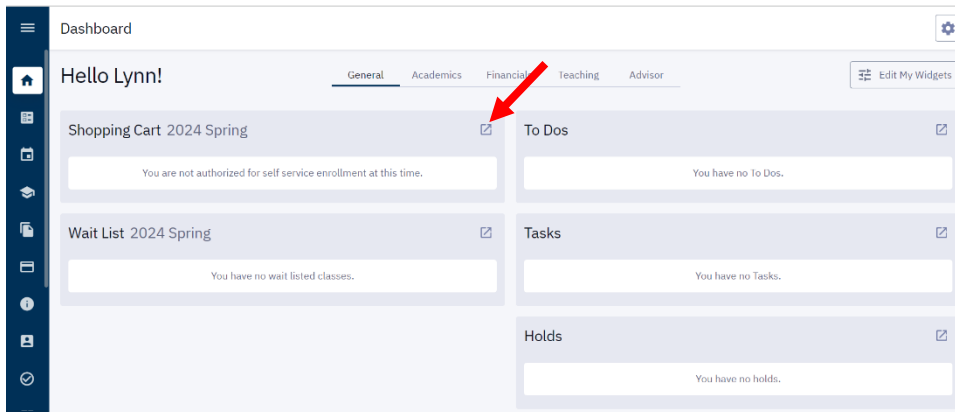 Dashboard
Hello Lynn!
General Academics Financials Teaching Advisor
Edit My Widgets
Shopping Cart 2024 Spring
You are not authorized for self service enrollment at this time.
To Dos
You have no To Dos.
Wait List 2024 Spring
You have no wait listed classes.
Tasks
You have no Tasks.
Holds
You have no holds.